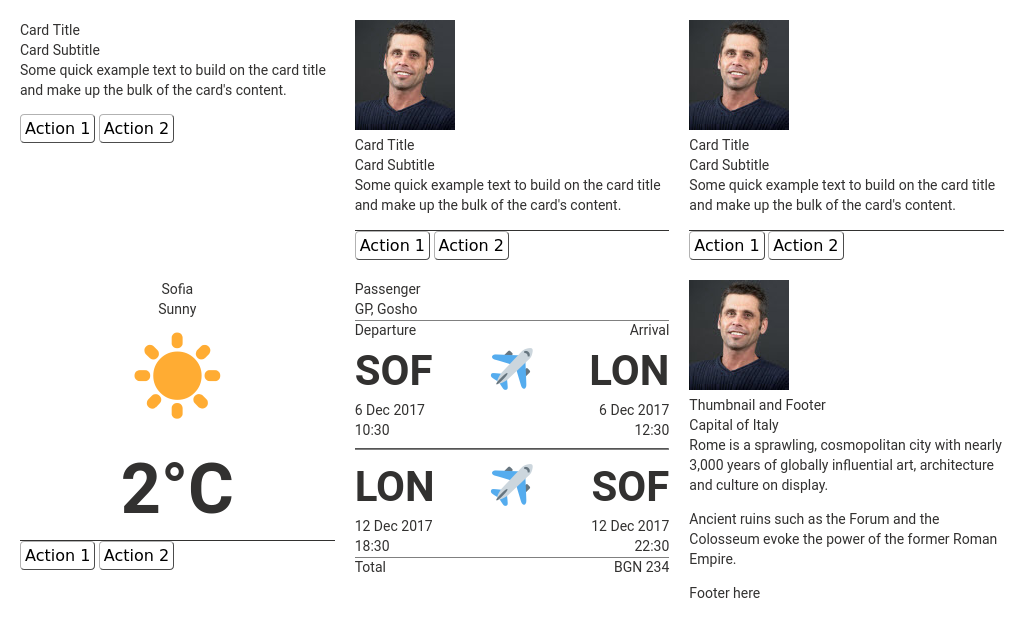 Card Title
Card Subtitle
Some quick example text to build on the card title
and make up the bulk of the card's content.
Action 1 Action 2
Card Title
Card Subtitle
Some quick example text to build on the card title
and make up the bulk of the card's content.
Action 1 Action 2
Card Title
Card Subtitle
Some quick example text to build on the card title
and make up the bulk of the card's content.
Action 1 Action 2
Sofia
Sunny
2°C
Action 1 Action 2
Passenger
GP, Gosho
Departure Arrival
SOF LON
6 Dec 2017 6 Dec 2017
10:30 12:30
LON SOF
12 Dec 2017 12 Dec 2017
18:30 22:30
Total BGN 234
Thumbnail and Footer
Capital of Italy
Rome is a sprawling, cosmopolitan city with nearly
3,000 years of globally influential art, architecture
and culture on display.
Ancient ruins such as the Forum and the
Colosseum evoke the power of the former Roman
Empire.
Footer here